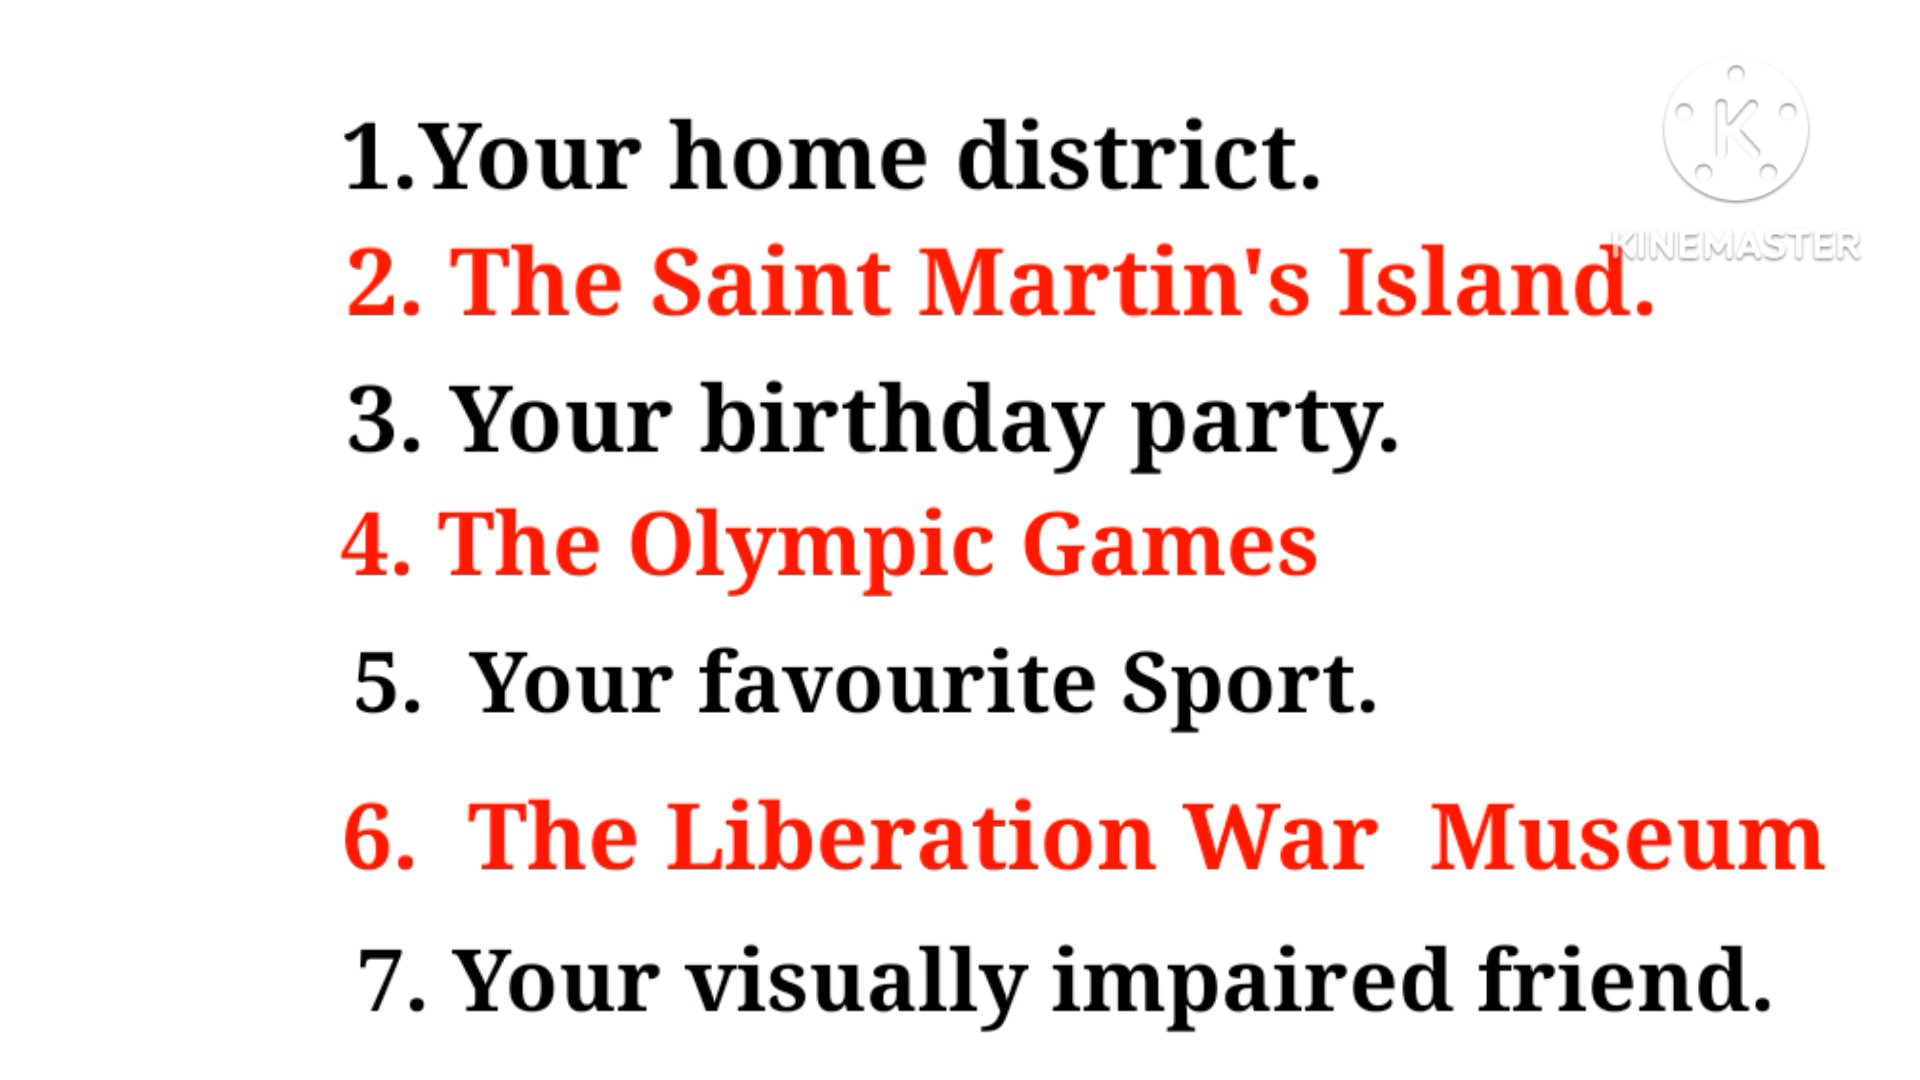 1.Your home district.
KINEMASTER
2. The Saint Martin's Island.
3. Your birthday party.
4. The Olympic Games
5. Your favourite Sport.
6. The Liberation War Museum
7. Your visually impaired friend.